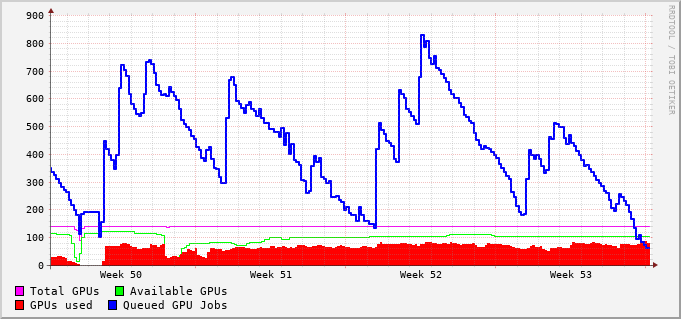 900
800
700
600
500
400
300
200
100
0
Week 50 Week 51 Week 52 Week 53
Total GPUs Available GPUs
GPUs used Queued GPU Jobs
RRDTOOL / TOBI OETIKER